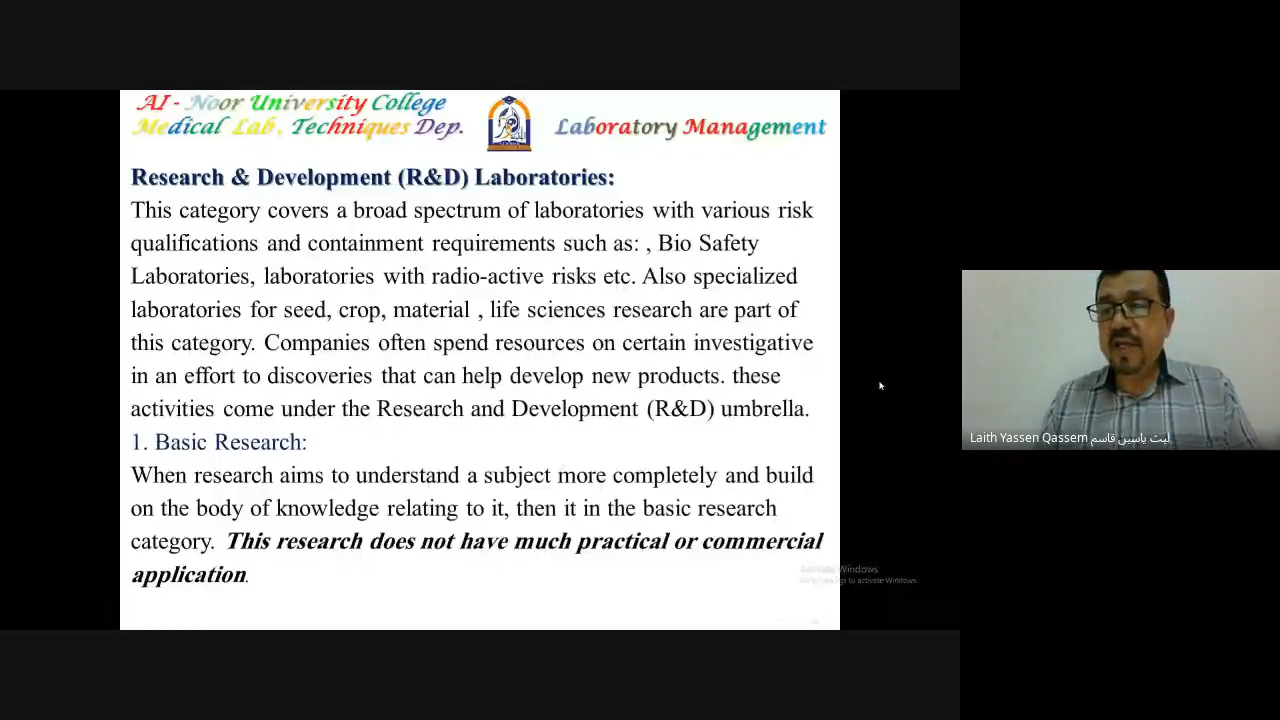 AI - Noor University College
Medical Lab. Techniques Dep.
Laboratory Management
Research & Development (R&D) Laboratories:
This category covers a broad spectrum of laboratories with various risk
qualifications and containment requirements such as: , Bio Safety
Laboratories, laboratories with radio-active risks etc. Also specialized
laboratories for seed, crop, material , life sciences research are part of
this category. Companies often spend resources on certain investigative
in an effort to discoveries that can help develop new products. these
activities come under the Research and Development (R&D) umbrella.
1. Basic Research:
When research aims to understand a subject more completely and build
on the body of knowledge relating to it, then it in the basic research
category. This research does not have much practical or commercial
application.
Activate Windows
to activate Windows.
Laith Yassen Qassem ليث ياسين قاسم